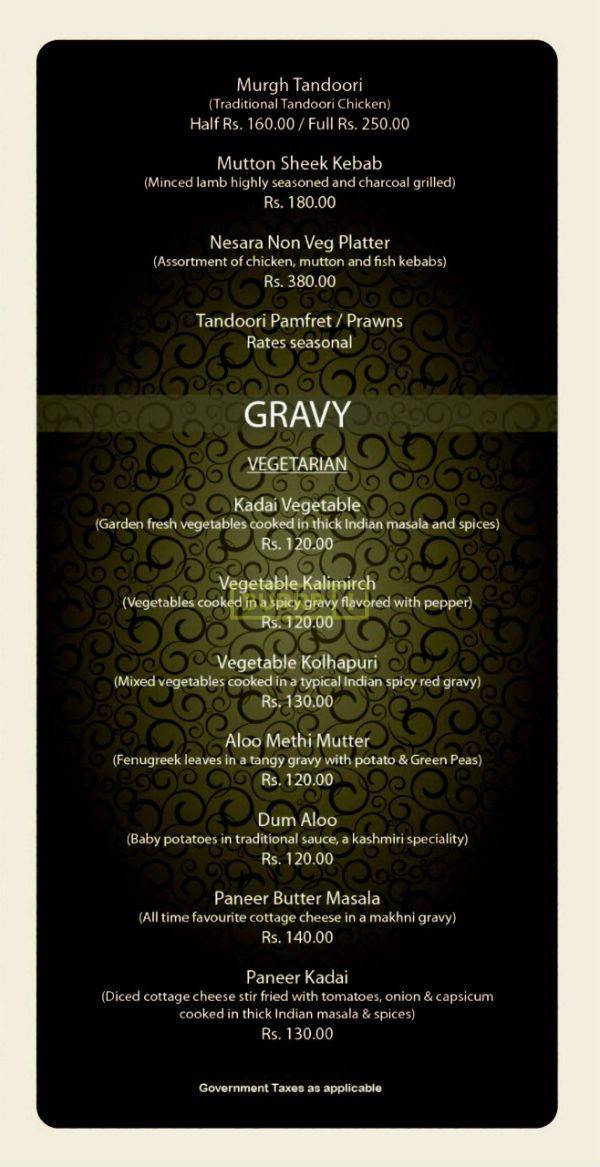 Murgh Tandoori
(Traditional Tandoori Chicken)
Half Rs. 160.00 / Full Rs. 250.00
Mutton Sheek Kebab
(Minced lamb highly seasoned and charcoal grilled)
Rs. 180.00
Nesara Non Veg Platter
(Assortment of chicken, mutton and fish kebabs)
Rs. 380.00
Tandoori Pamfret / Prawns
Rates seasonal
GRAVY
VEGETARIAN
Kadai Vegetable
(Garden fresh vegetables cooked in thick Indian masala and spices)
Rs. 120.00
Vegetable Kalimirch
(Vegetables cooked in a spicy gravy flavored with pepper)
Rs. 120.00
Vegetable Kolhapuri
(Mixed vegetables cooked in a typical Indian spicy red gravy)
Rs. 130.00
Aloo Methi Mutter
(Fenugreek leaves in a tangy gravy with potato & Green Peas)
Rs. 120.00
Dum Aloo
(Baby potatoes in traditional sauce, a kashmiri speciality)
Rs. 120.00
Paneer Butter Masala
(All time favourite cottage cheese in a makhni gravy)
Rs. 140.00
Paneer Kadai
(Diced cottage cheese stir fried with tomatoes, onion & capsicum
cooked in thick Indian masala & spices)
Rs. 130.00
Government Taxes as applicable